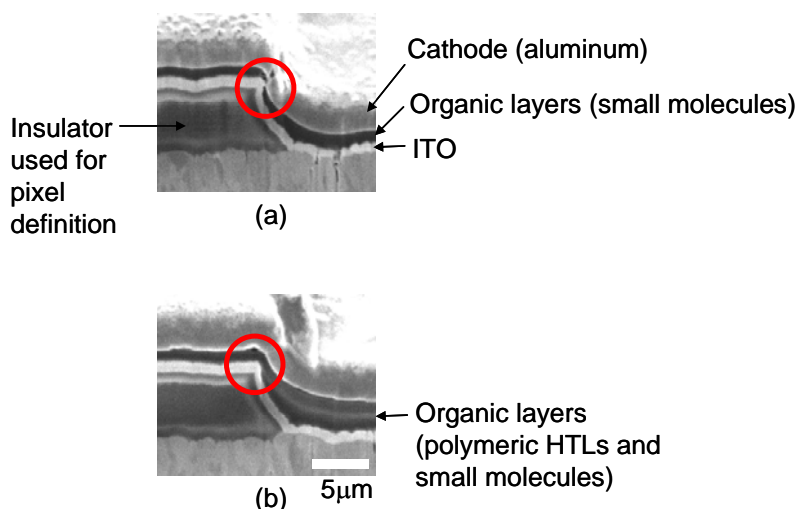 Cathode (aluminum)
Organic layers (small molecules)
ITO
Insulator
used for
pixel
definition
(a)
Organic layers
(polymeric HTLs and
small molecules)
5μm
(b)